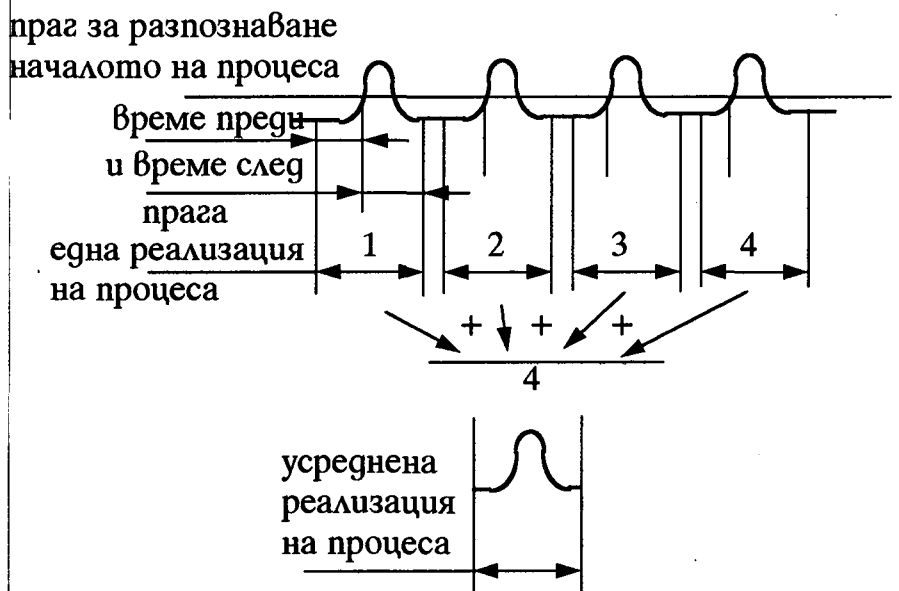 праг за разпознаване
началото на процеса
време преди
и време след
прага
една реализация
на процеса
1 2 3 4
+ + +
4
усреднена
реализация
на процеса